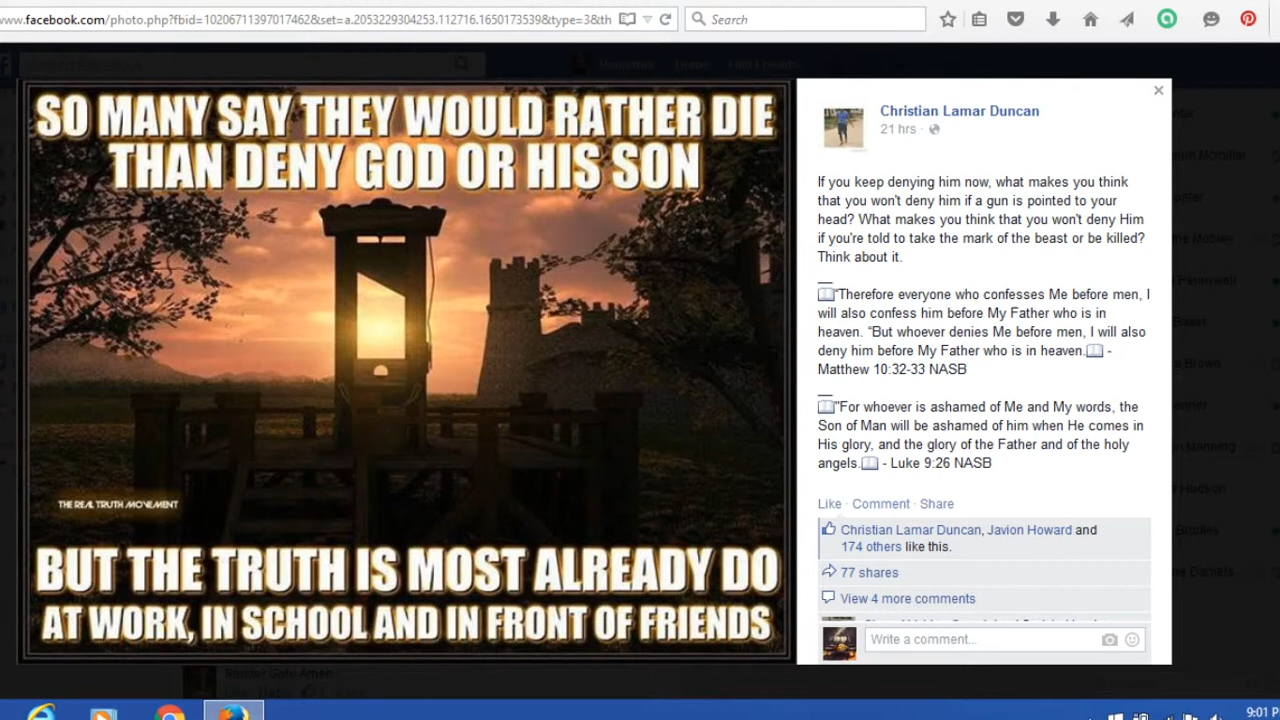 www.facebook.com/photo.php?fbid=10206711397017462&set=a.2053229304253.112716.1650173539&type=3&th
Search
SO MANY SAY THEY WOULD RATHER DIE
THAN DENY GOD OR HIS SON
THE REAL TRUTH MOVEMENT
BUT THE TRUTH IS MOST ALREADY DO
AT WORK, IN SCHOOL AND IN FRONT OF FRIENDS
Christian Lamar Duncan
21 hrs ·
If you keep denying him now, what makes you think
that you won't deny him if a gun is pointed to your
head? What makes you think that you won't deny Him
if you're told to take the mark of the beast or be killed?
Think about it.
__
📖“Therefore everyone who confesses Me before men, I
will also confess him before My Father who is in
heaven. “But whoever denies Me before men, I will also
deny him before My Father who is in heaven.📖 -
Matthew 10:32-33 NASB
__
📖"For whoever is ashamed of Me and My words, the
Son of Man will be ashamed of him when He comes in
His glory, and the glory of the Father and of the holy
angels.📖 - Luke 9:26 NASB
Like · Comment · Share
Christian Lamar Duncan, Javion Howard and
174 others like this.
77 shares
View 4 more comments
Write a comment...
9:01 PM